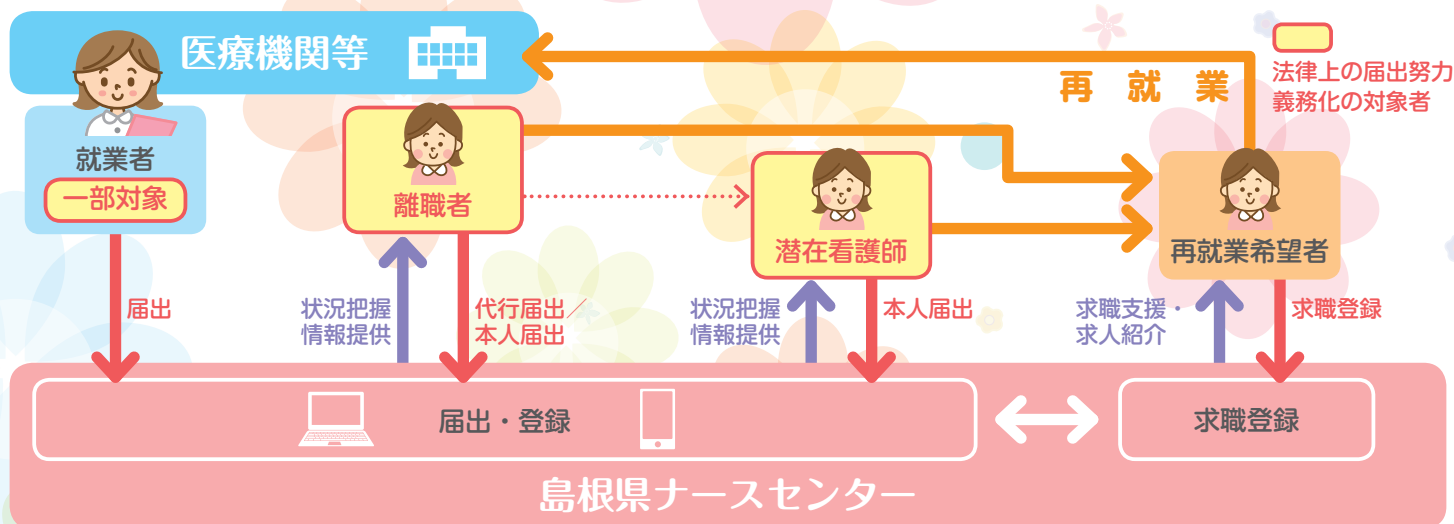 医療機関等
再就業
法律上の届出努力
義務化の対象者
就業者
一部対象
離職者
潜在看護師
再就業希望者
届出
状況把握
情報提供
代行届出／
本人届出
状況把握
情報提供
本人届出
求職支援・
求人紹介
求職登録
届出・登録
求職登録
島根県ナースセンター